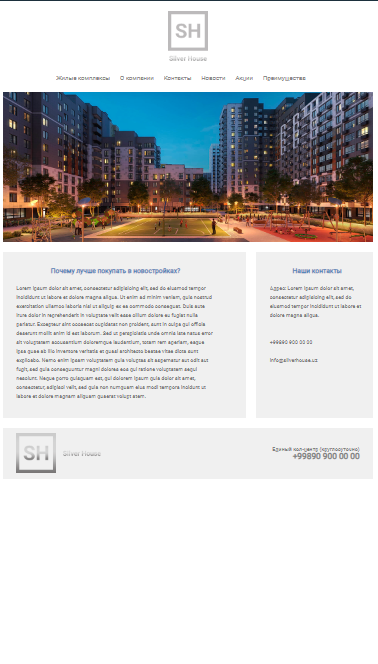 SH
Silver House
Жилые комплексы О компании Контакты Новости Акции Преимущества
Почему лучше покупать в новостройках?
Lorem ipsum dolor sit amet, consectetur adipisicing elit, sed do eiusmod tempor
incididunt ut labore et dolore magna aliqua. Ut enim ad minim veniam, quis nostrud
exercitation ullamco laboris nisi ut aliquip ex ea commodo consequat. Duis aute
irure dolor in reprehenderit in voluptate velit esse cillum dolore eu fugiat nulla
pariatur. Excepteur sint occaecat cupidatat non proident, sunt in culpa qui officia
deserunt mollit anim id est laborum. Sed ut perspiciatis unde omnis iste natus error
sit voluptatem accusantium doloremque laudantium, totam rem aperiam, eaque
ipsa quae ab illo inventore veritatis et quasi architecto beatae vitae dicta sunt
explicabo. Nemo enim ipsam voluptatem quia voluptas sit aspernatur aut odit aut
fugit, sed quia consequuntur magni dolores eos qui ratione voluptatem sequi
nesciunt. Neque porro quisquam est, qui dolorem ipsum quia dolor sit amet,
consectetur, adipisci velit, sed quia non numquam eius modi tempora incidunt ut
labore et dolore magnam aliquam quaerat volupt atem.
Наши контакты
Адрес: Lorem ipsum dolor sit amet,
consectetur adipisicing elit, sed do
eiusmod tempor incididunt ut labore et
dolore magna aliqua.
+99890 900 00 00
info@silverhouse.uz
SH
Silver House
Единый кол-центр (круглосуточно)
+99890 900 00 00